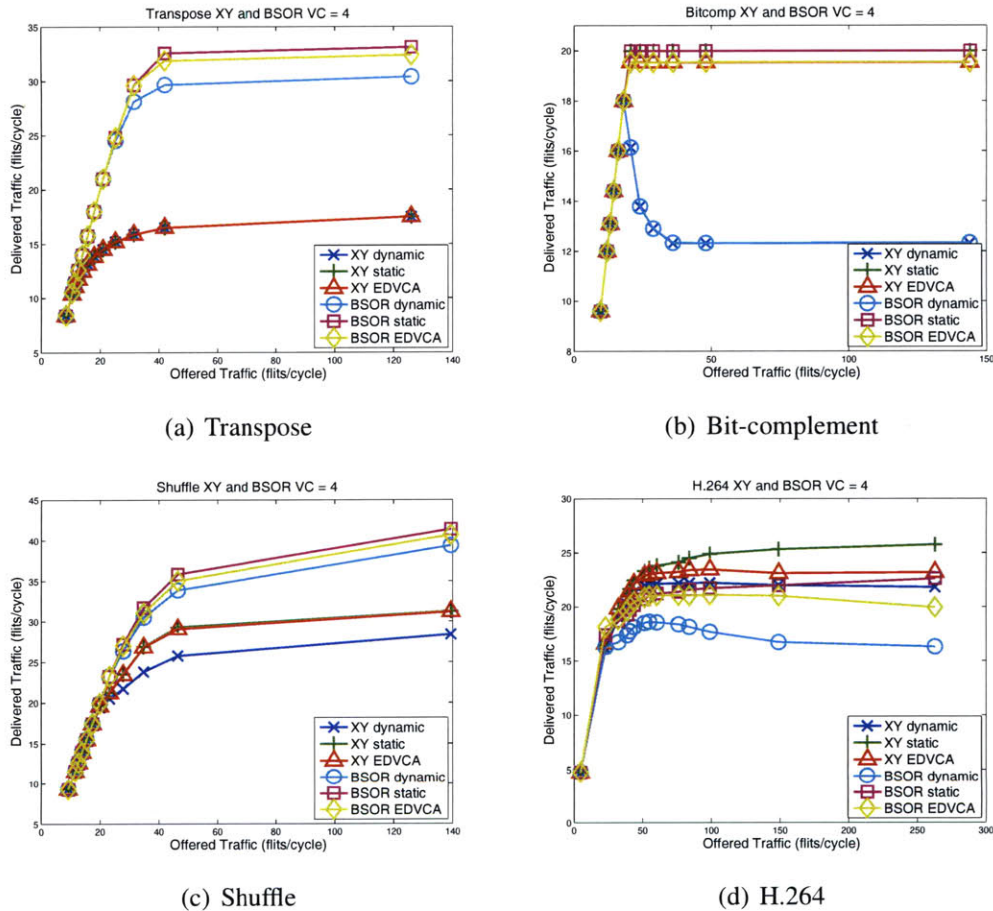 Transpose XY and BSOR VC = 4
40
35
30
25
20
15
10
5
0
20
40
60
80
100
120
140
Delivered Traffic (flits/cycle)
Offered Traffic (flits/cycle)
XY dynamic
XY static
XY EDVCA
BSOR dynamic
BSOR static
BSOR EDVCA
(a) Transpose
Bitcomp XY and BSOR VC = 4
22
20
18
16
14
12
10
8
0
50
100
150
Delivered Traffic (flits/cycle)
Offered Traffic (flits/cycle)
XY dynamic
XY static
XY EDVCA
BSOR dynamic
BSOR static
BSOR EDVCA
(b) Bit-complement
Shuffle XY and BSOR VC = 4
45
40
35
30
25
20
15
10
5
0
20
40
60
80
100
120
140
Delivered Traffic (flits/cycle)
Offered Traffic (flits/cycle)
XY dynamic
XY static
XY EDVCA
BSOR dynamic
BSOR static
BSOR EDVCA
(c) Shuffle
H.264 XY and BSOR VC = 4
30
25
20
15
10
5
0
0
50
100
150
200
250
300
Delivered Traffic (flits/cycle)
Offered Traffic (flits/cycle)
XY dynamic
XY static
XY EDVCA
BSOR dynamic
BSOR static
BSOR EDVCA
(d) H.264